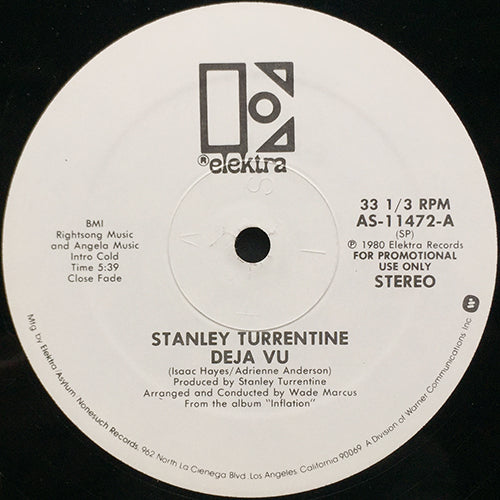 ® elektra
BMI
Rightsong Music
and Angela Music
Intro Cold
Time 5:39
Close Fade
33 1/3 RPM
AS-11472-A
(SP)
℗ 1980 Elektra Records
FOR PROMOTIONAL
USE ONLY
STEREO
STANLEY TURRENTINE
DEJA VU
(Isaac Hayes/Adrienne Anderson)
Produced by Stanley Turrentine
Arranged and Conducted by Wade Marcus
From the album "Inflation"
Mfg by Elektra/Asylum/Nonesuch Records, 962 North La Cienega Blvd., Los Angeles, California 90069 A Division of Warner Communications Inc